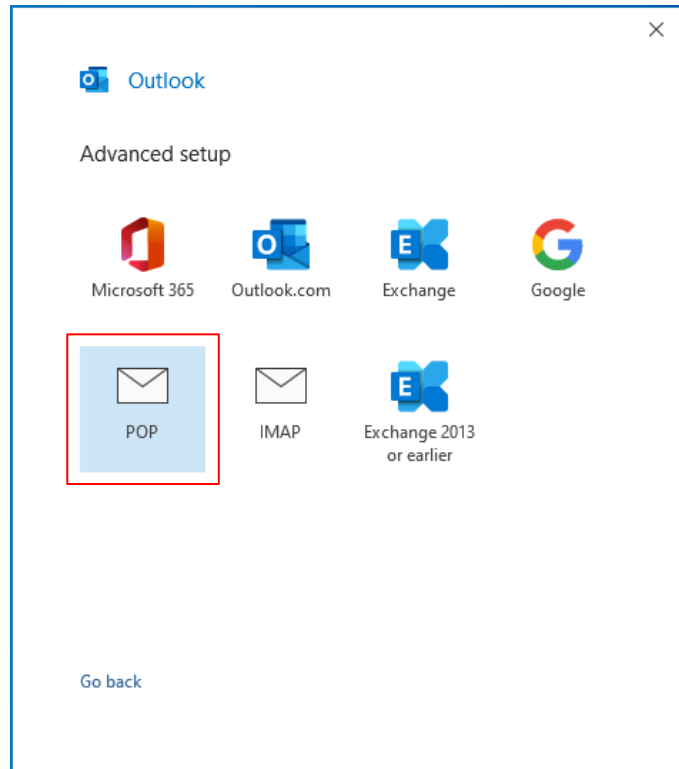 Outlook
Advanced setup
Microsoft 365
Outlook.com
Exchange
Google
POP
IMAP
Exchange 2013
or earlier
Go back